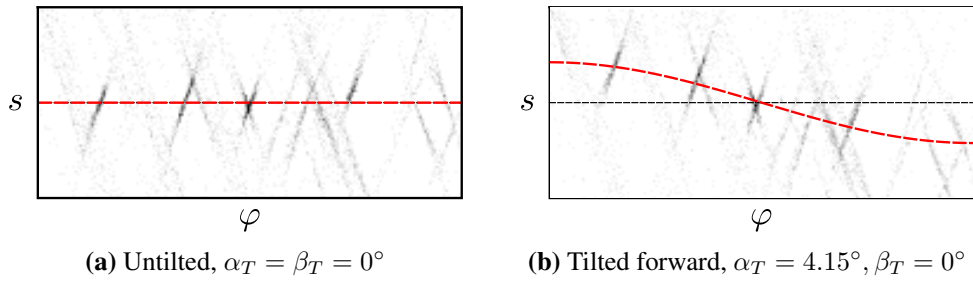 s
s
φ
φ
(a) Untilted, α_T = β_T = 0°
(b) Tilted forward, α_T = 4.15°, β_T = 0°